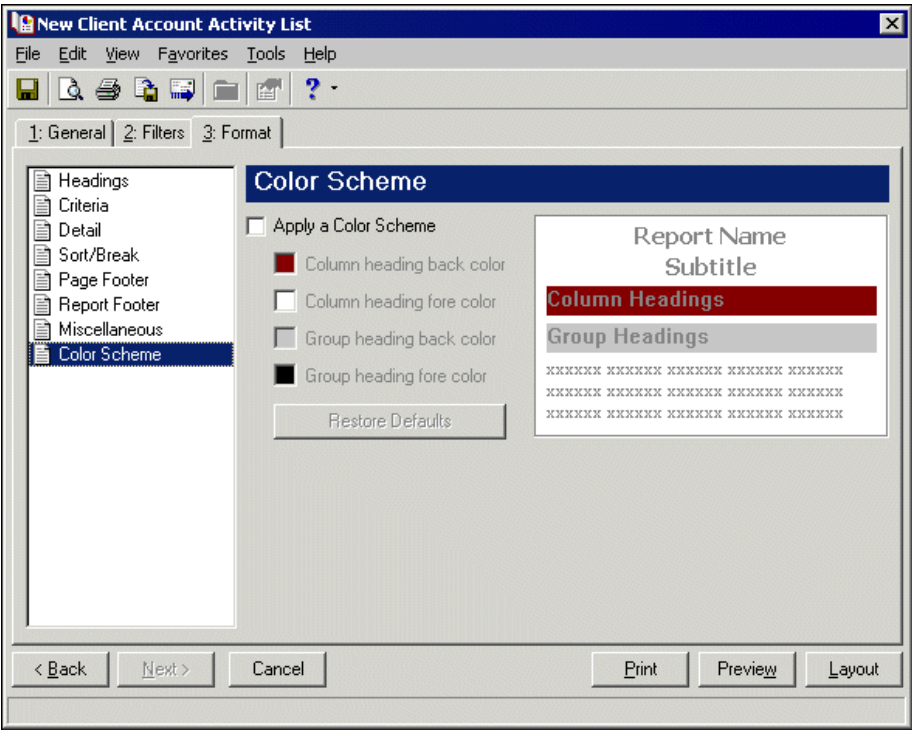 New Client Account Activity List
File Edit View Favorites Tools Help
?
1: General 2: Filters 3: Format
Headings
Criteria
Detail
Sort/Break
Page Footer
Report Footer
Miscellaneous
Color Scheme
Color Scheme
Apply a Color Scheme
Column heading back color
Column heading fore color
Group heading back color
Group heading fore color
Restore Defaults
Report Name
Subtitle
Column Headings
Group Headings
xxxxxx xxxxxx xxxxxx xxxxxx xxxxxx
xxxxxx xxxxxx xxxxxx xxxxxx xxxxxx
xxxxxx xxxxxx xxxxxx xxxxxx xxxxxx
< Back Next > Cancel Print Preview Layout